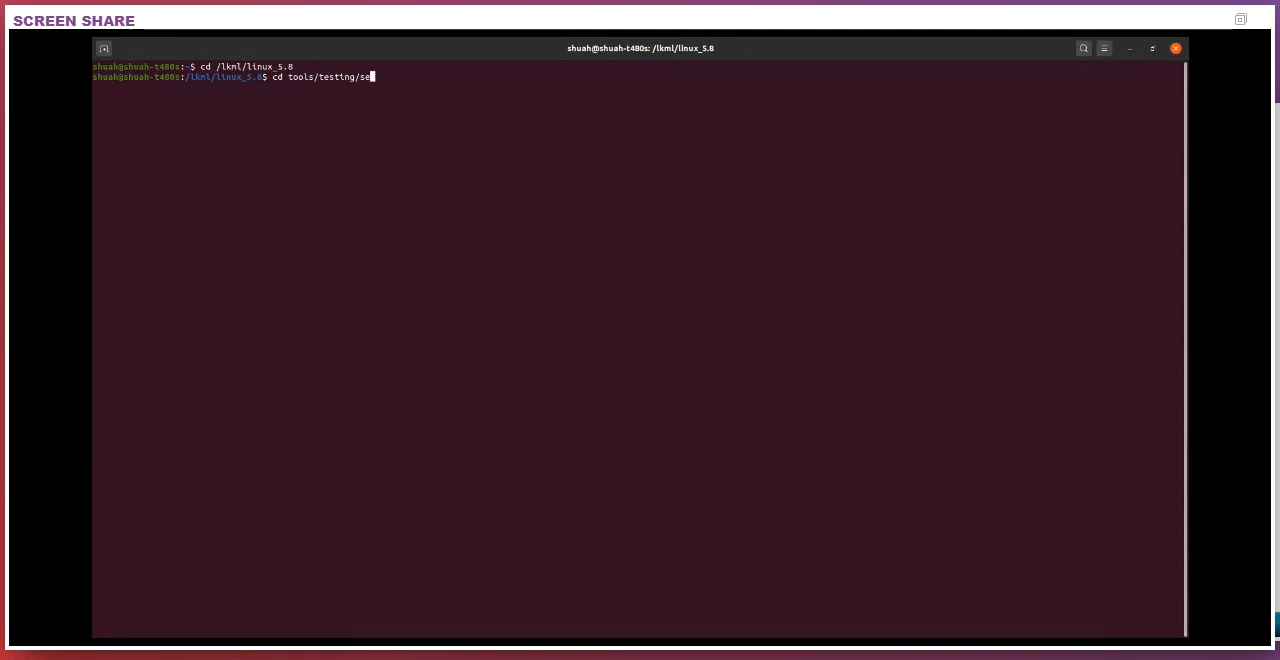 SCREEN SHARE
shuah@shuah-t480s: /lkml/linux_5.8
shuah@shuah-t480s:~$ cd /lkml/linux_5.8
shuah@shuah-t480s:/lkml/linux_5.8$ cd tools/testing/se